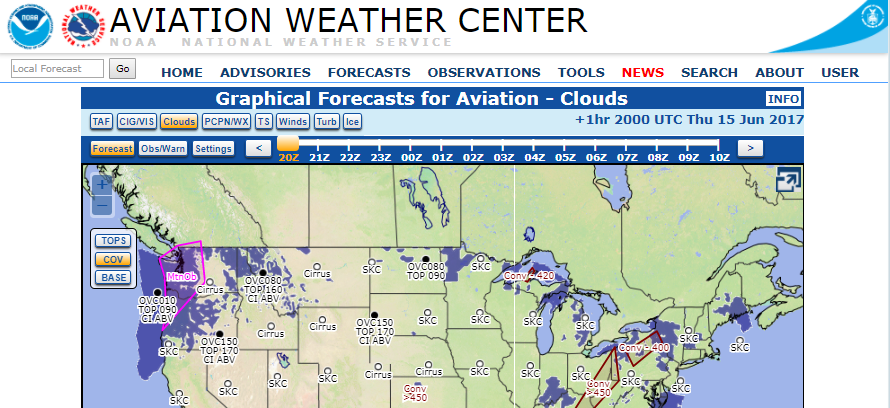 AVIATION WEATHER CENTER
NOAA NATIONAL WEATHER SERVICE
NOAA
Local Forecast Go HOME ADVISORIES FORECASTS OBSERVATIONS TOOLS NEWS SEARCH ABOUT USER
Graphical Forecasts for Aviation - Clouds INFO
TAF CIG/VIS Clouds PCPN/WX TS Winds Turb Ice +1hr 2000 UTC Thu 15 Jun 2017
Forecast Obs/Warn Settings < >
20Z 21Z 22Z 23Z 00Z 01Z 02Z 03Z 04Z 05Z 06Z 07Z 08Z 09Z 10Z
+
−
TOPS
COV
BASE
MtnOb
Cirrus
OVC010
TOP 090
CI ABV
SKC
OVC080
TOP 160
CI ABV
OVC150
TOP 170
CI ABV
Cirrus
SKC
OVC080
TOP 090
SKC
Conv - 420
Cirrus
Cirrus
OVC150
TOP 170
CI ABV
SKC
SKC
SKC
SKC
Conv - 400
SKC
SKC
SKC
SKC
SKC
SKC
Cirrus
Cirrus
Conv
>450
SKC
SKC
Conv
>450
SKC
SKC